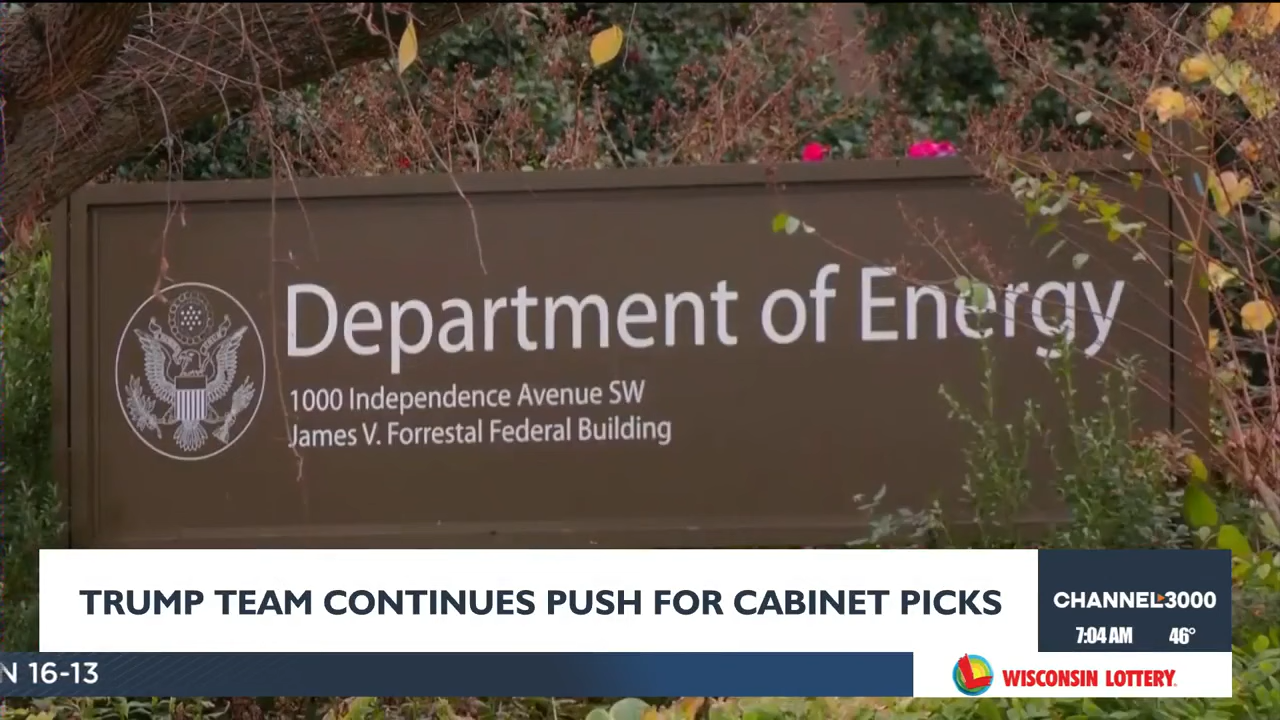 Department of Energy
1000 Independence Avenue SW
James V. Forrestal Federal Building
TRUMP TEAM CONTINUES PUSH FOR CABINET PICKS
CHANNEL3000
7:04 AM 46°
N 16-13
WISCONSIN LOTTERY